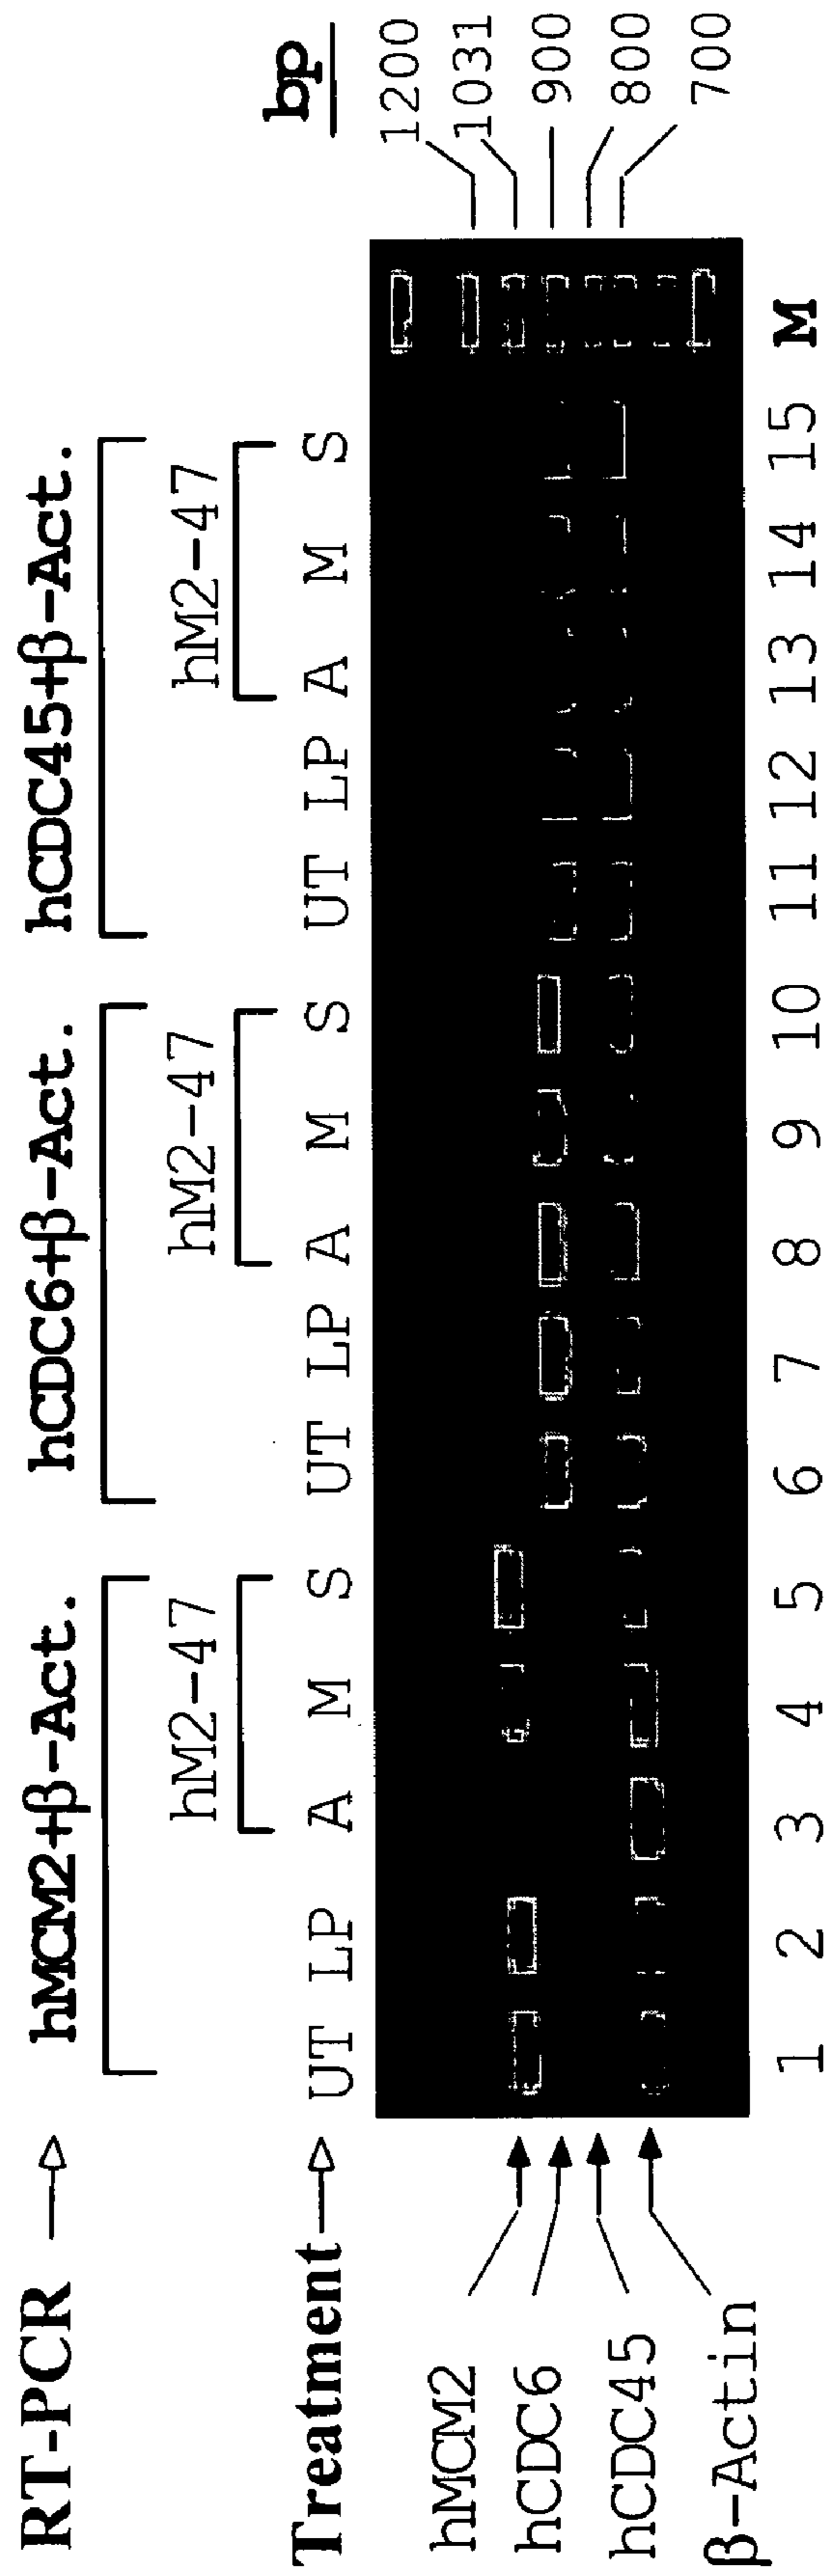 RT-PCR
hMCM2+β-Act. hCDC6+β-Act. hCDC45+β-Act.
hM2-47 hM2-47 hM2-47
Treatment UT LP A M S UT LP A M S UT LP A M S
bp
1200
1031
900
800
700
hMCM2
hCDC6
hCDC45
β-Actin
1 2 3 4 5 6 7 8 9 10 11 12 13 14 15 M